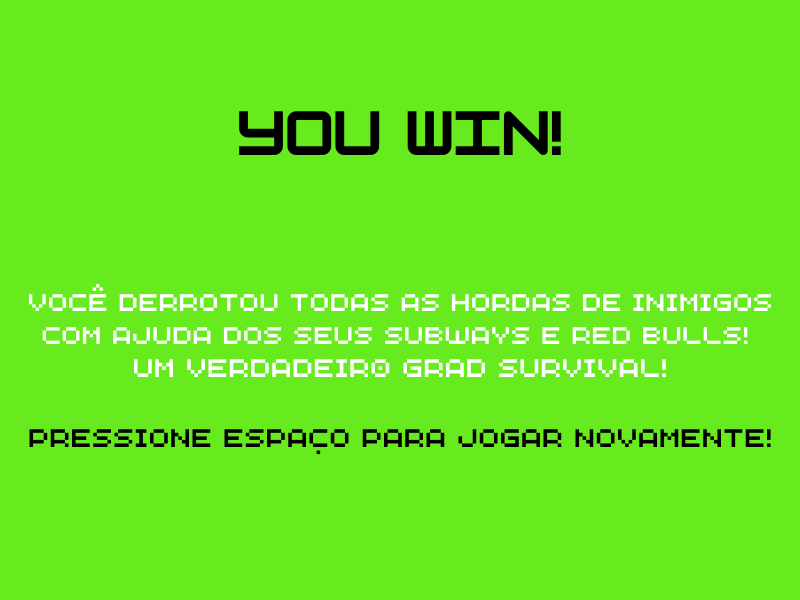 YOU WIN!
VOCÊ DERROTOU TODAS AS HORDAS DE INIMIGOS
COM AJUDA DOS SEUS SUBWAYS E RED BULLS!
UM VERDADEIRO GRAD SURVIVAL!
PRESSIONE ESPAÇO PARA JOGAR NOVAMENTE!